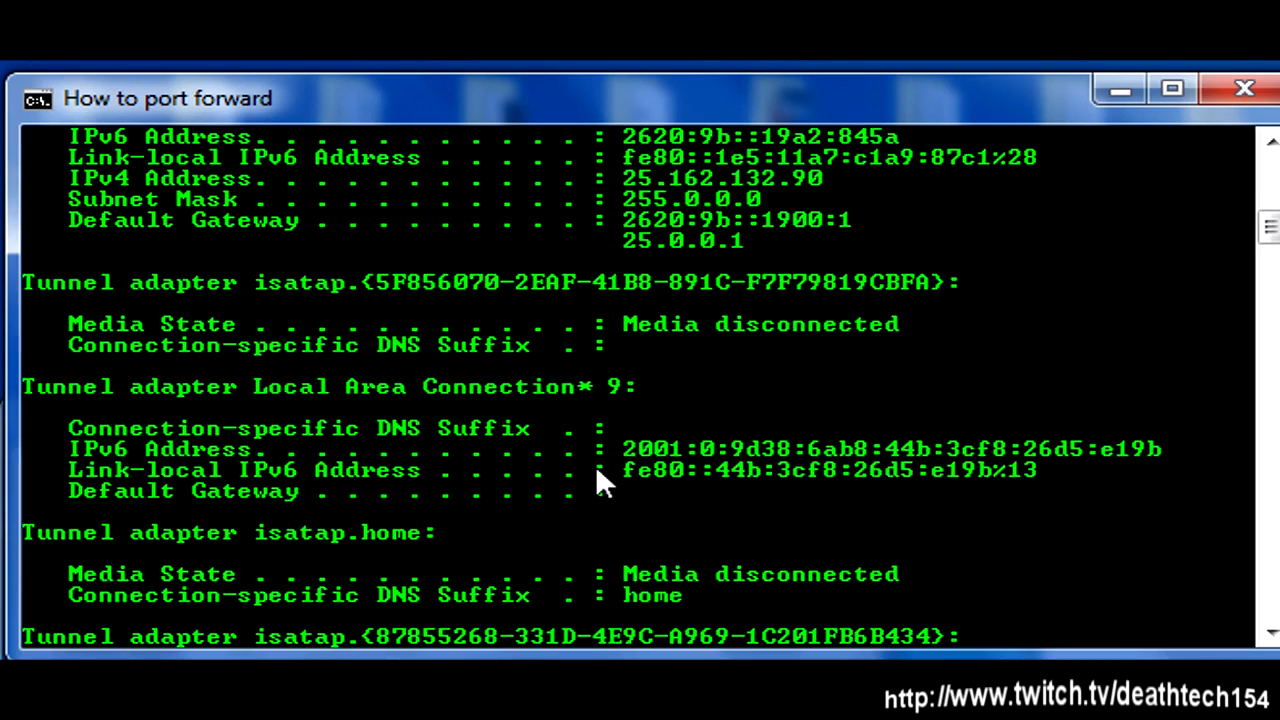 How to port forward
IPv6 Address. . . . . . . . . . . : 2620:9b::19a2:845a
Link-local IPv6 Address . . . . . : fe80::1e5:11a7:c1a9:87c1%28
IPv4 Address. . . . . . . . . . . : 25.162.132.90
Subnet Mask . . . . . . . . . . . : 255.0.0.0
Default Gateway . . . . . . . . . : 2620:9b::1900:1
25.0.0.1
Tunnel adapter isatap.{5F856070-2EAF-41B8-891C-F7F79819CBFA}:
Media State . . . . . . . . . . . : Media disconnected
Connection-specific DNS Suffix  . :
Tunnel adapter Local Area Connection* 9:
Connection-specific DNS Suffix  . :
IPv6 Address. . . . . . . . . . . : 2001:0:9d38:6ab8:44b:3cf8:26d5:e19b
Link-local IPv6 Address . . . . . : fe80::44b:3cf8:26d5:e19b%13
Default Gateway . . . . . . . . . :
Tunnel adapter isatap.home:
Media State . . . . . . . . . . . : Media disconnected
Connection-specific DNS Suffix  . : home
Tunnel adapter isatap.{87855268-331D-4E9C-A969-1C201FB6B434}:
http://www.twitch.tv/deathtech154